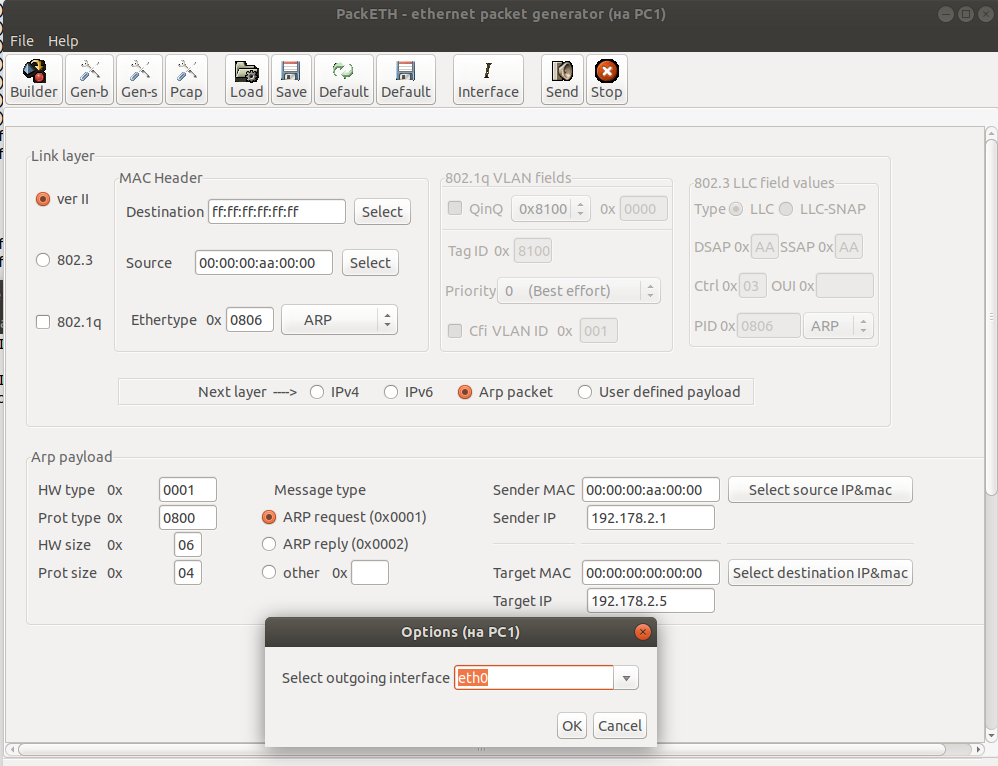 PackETH - ethernet packet generator (на PC1)
File Help
Builder Gen-b Gen-s Pcap Load Save Default Default Interface Send Stop
Link layer
MAC Header 802.1q VLAN fields 802.3 LLC field values
ver II Destination ff:ff:ff:ff:ff:ff Select QinQ 0x8100 0x 0000 Type LLC LLC-SNAP
Tag ID 0x 8100 DSAP 0x AA SSAP 0x AA
802.3 Source 00:00:00:aa:00:00 Select Priority 0 (Best effort) Ctrl 0x 03 OUI 0x
802.1q Ethertype 0x 0806 ARP Cfi VLAN ID 0x 001 PID 0x 0806 ARP
Next layer ----> IPv4 IPv6 Arp packet User defined payload
Arp payload
HW type 0x 0001 Message type Sender MAC 00:00:00:aa:00:00 Select source IP&mac
Prot type 0x 0800 ARP request (0x0001) Sender IP 192.178.2.1
HW size 0x 06 ARP reply (0x0002)
Prot size 0x 04 other 0x Target MAC 00:00:00:00:00:00 Select destination IP&mac
Target IP 192.178.2.5
Options (на PC1)
Select outgoing interface eth0
OK Cancel